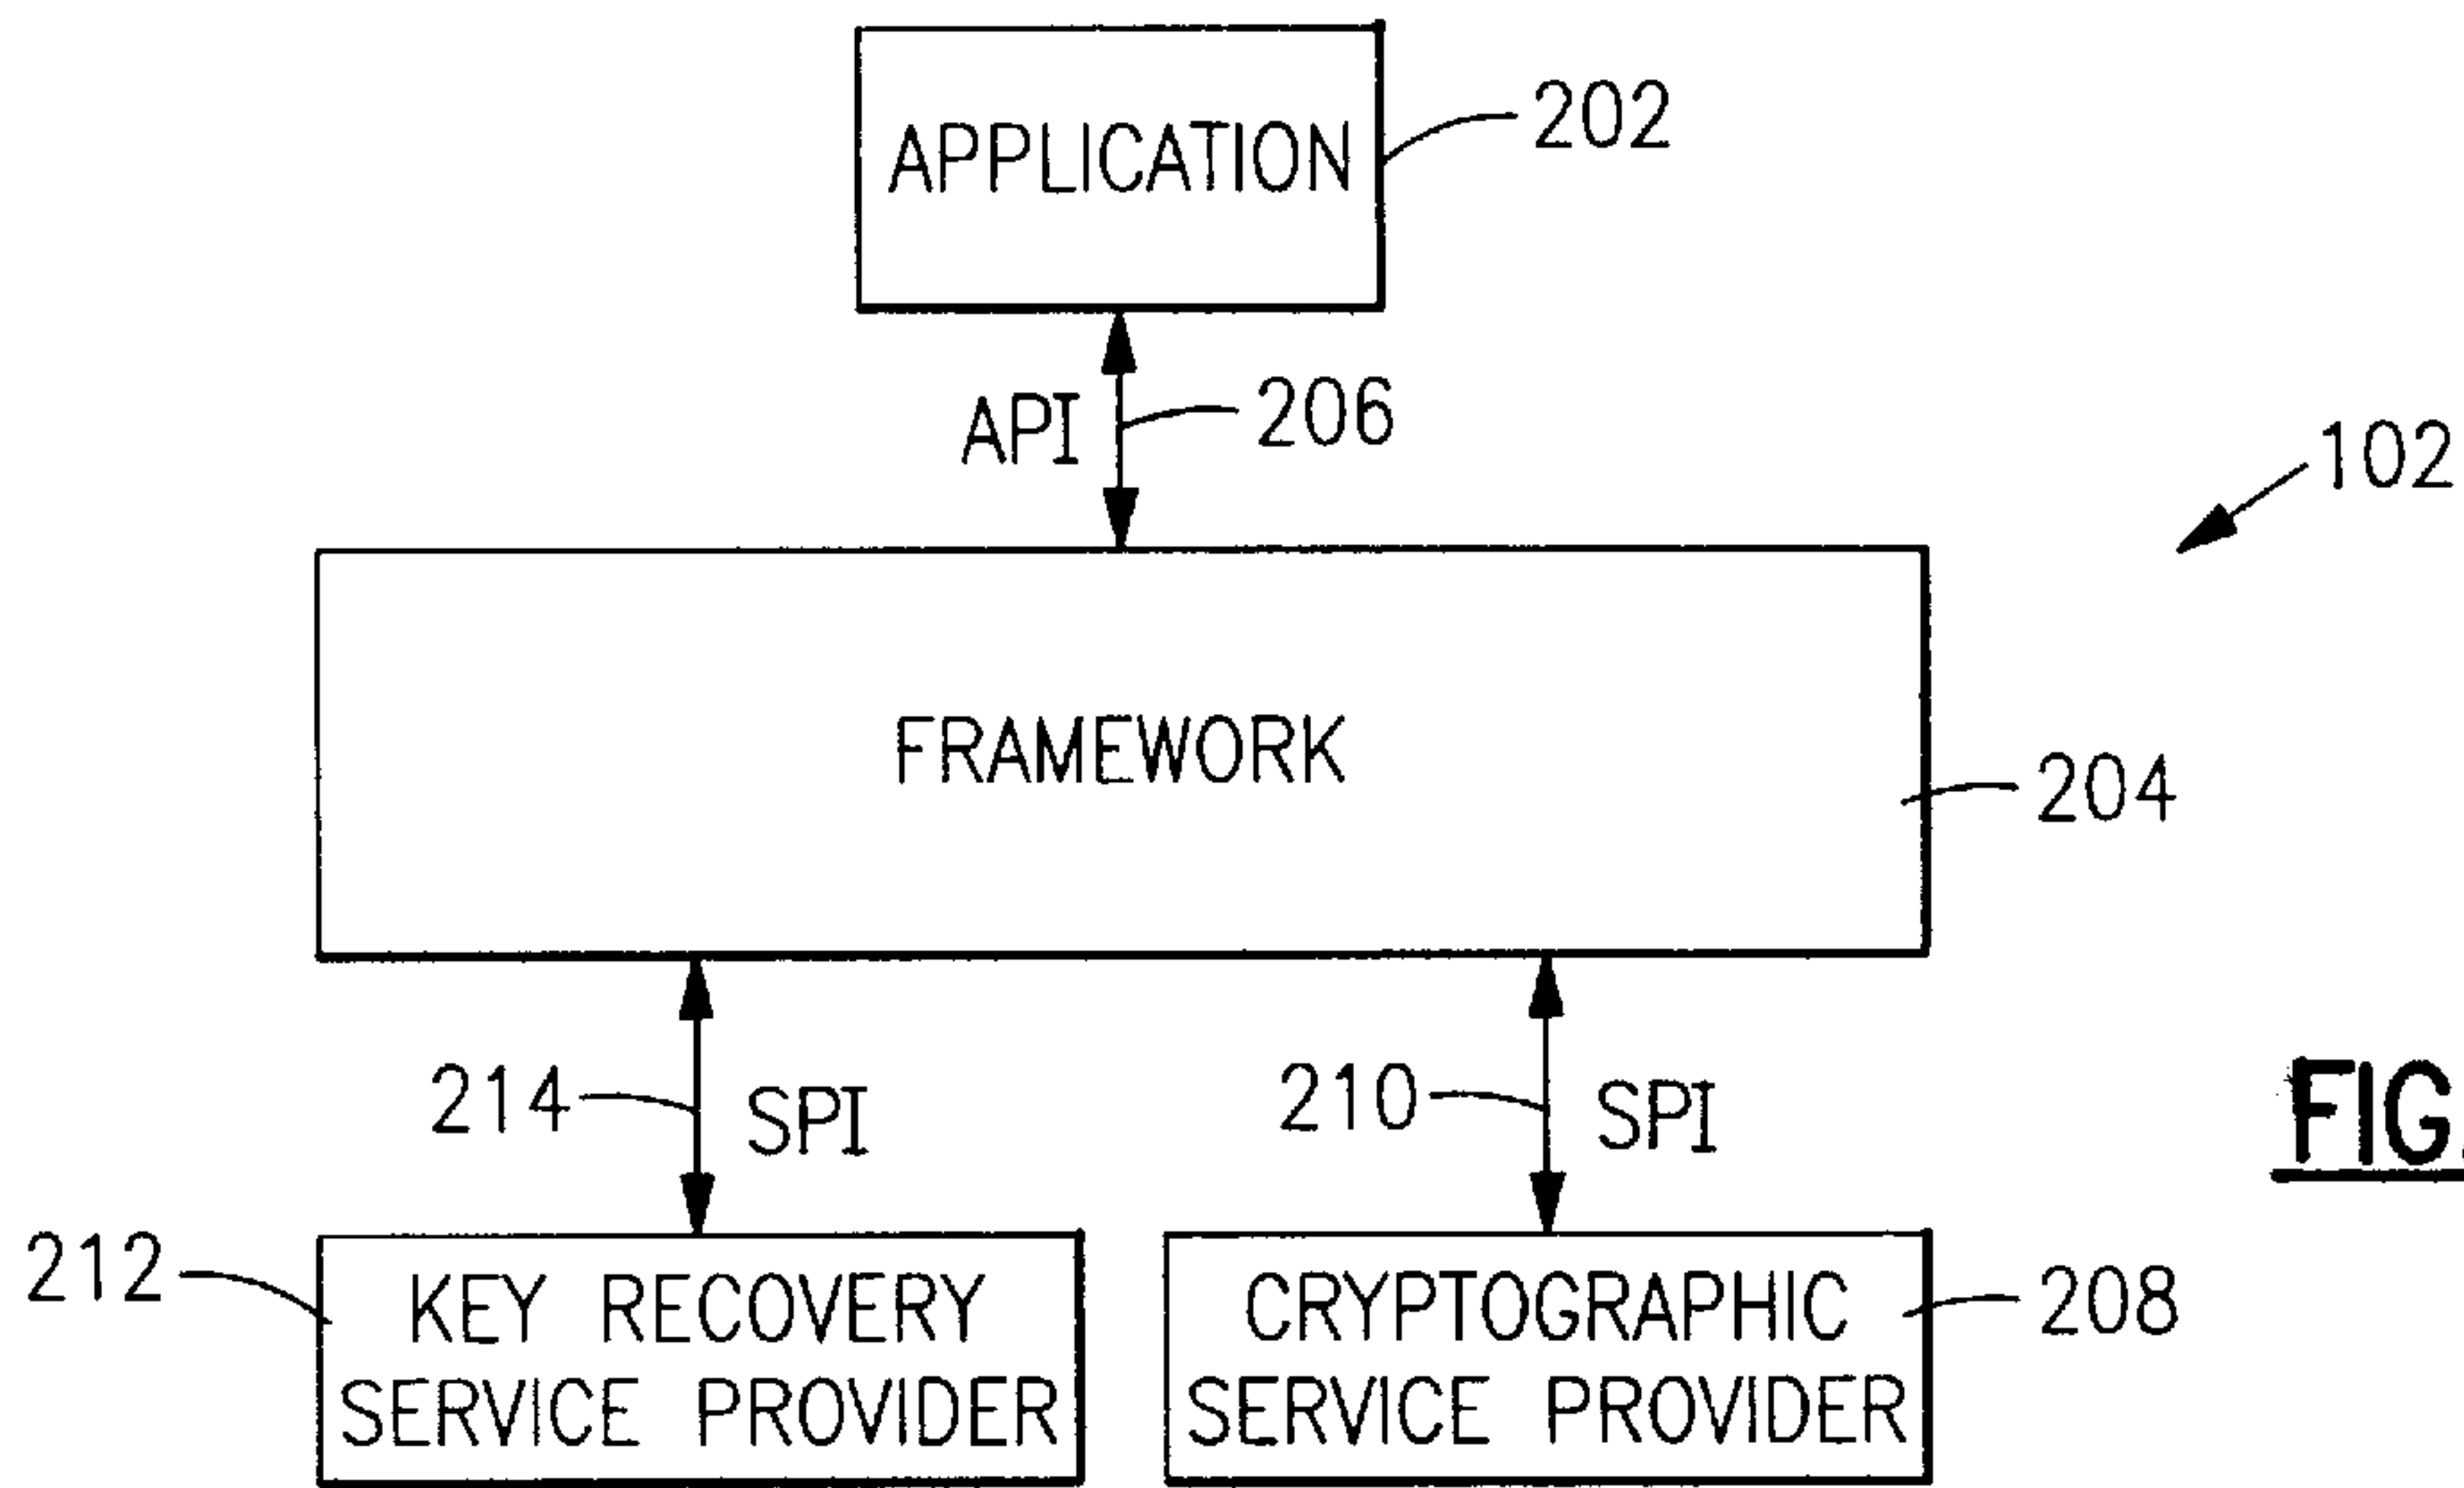 APPLICATION
202
API
206
102
FRAMEWORK
204
214
SPI
210
SPI
FIG.
212
KEY RECOVERY
SERVICE PROVIDER
CRYPTOGRAPHIC
SERVICE PROVIDER
208